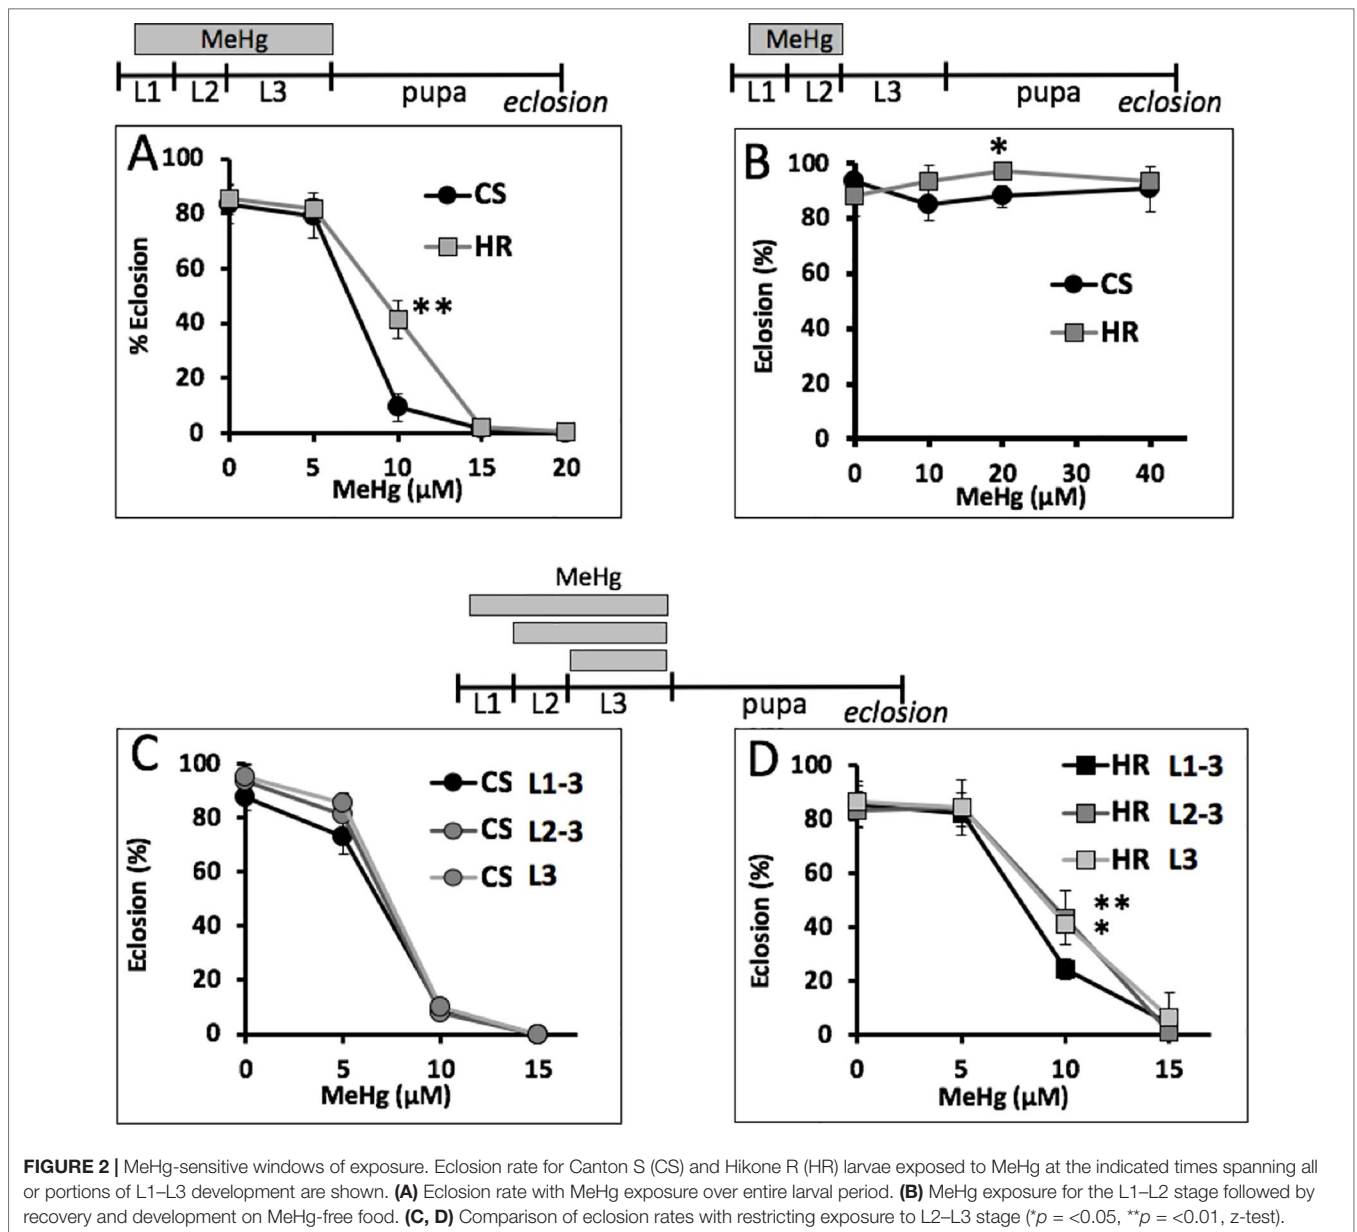 MeHg
L1 L2 L3 pupa eclosion
A
100
80
60
40
20
0
% Eclosion
CS
HR
**
0 5 10 15 20
MeHg (µM)
MeHg
L1 L2 L3 pupa eclosion
B
100
80
60
40
20
0
Eclosion (%)
*
CS
HR
0 10 20 30 40
MeHg (µM)
MeHg
L1 L2 L3 pupa eclosion
C
100
80
60
40
20
0
Eclosion (%)
CS L1-3
CS L2-3
CS L3
0 5 10 15
MeHg (µM)
D
100
80
60
40
20
0
Eclosion (%)
HR L1-3
HR L2-3
HR L3
**
*
0 5 10 15
MeHg (µM)
FIGURE 2 | MeHg-sensitive windows of exposure. Eclosion rate for Canton S (CS) and Hikone R (HR) larvae exposed to MeHg at the indicated times spanning all
or portions of L1–L3 development are shown. (A) Eclosion rate with MeHg exposure over entire larval period. (B) MeHg exposure for the L1–L2 stage followed by
recovery and development on MeHg-free food. (C, D) Comparison of eclosion rates with restricting exposure to L2–L3 stage (*p = <0.05, **p = <0.01, z-test).